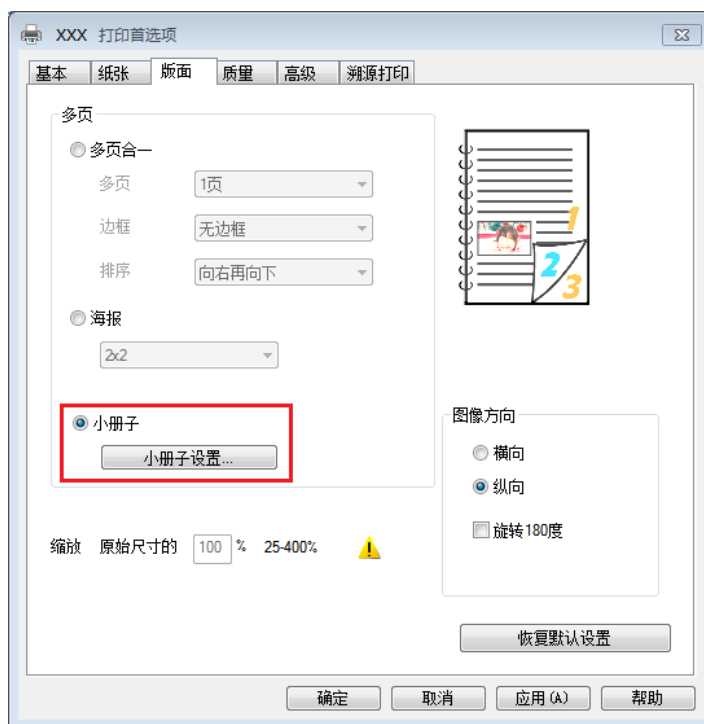 XXX 打印首选项
基本 纸张 版面 质量 高级 溯源打印
多页
多页合一
多页 1页
边框 无边框
排序 向右再向下
海报
2x2
小册子
小册子设置...
1
2
3
图像方向
横向
纵向
旋转180度
缩放 原始尺寸的 100 % 25-400%
恢复默认设置
确定 取消 应用(A) 帮助